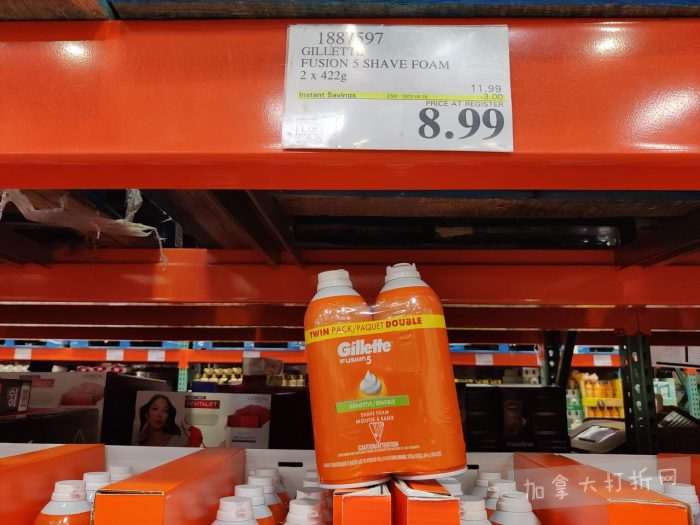 1887597
GILLETTE
FUSION 5 SHAVE FOAM
2 x 422g
11.99
Instant Savings
-3.00
PRICE AT REGISTER
8.99
TWIN PACK/PAQUET DOUBLE
Gillette
FUSION5
SENSITIVE/SENSIBLE
SHAVE FOAM
MOUSSE À RASER
CAUTION/ATTENTION
加拿大打折网